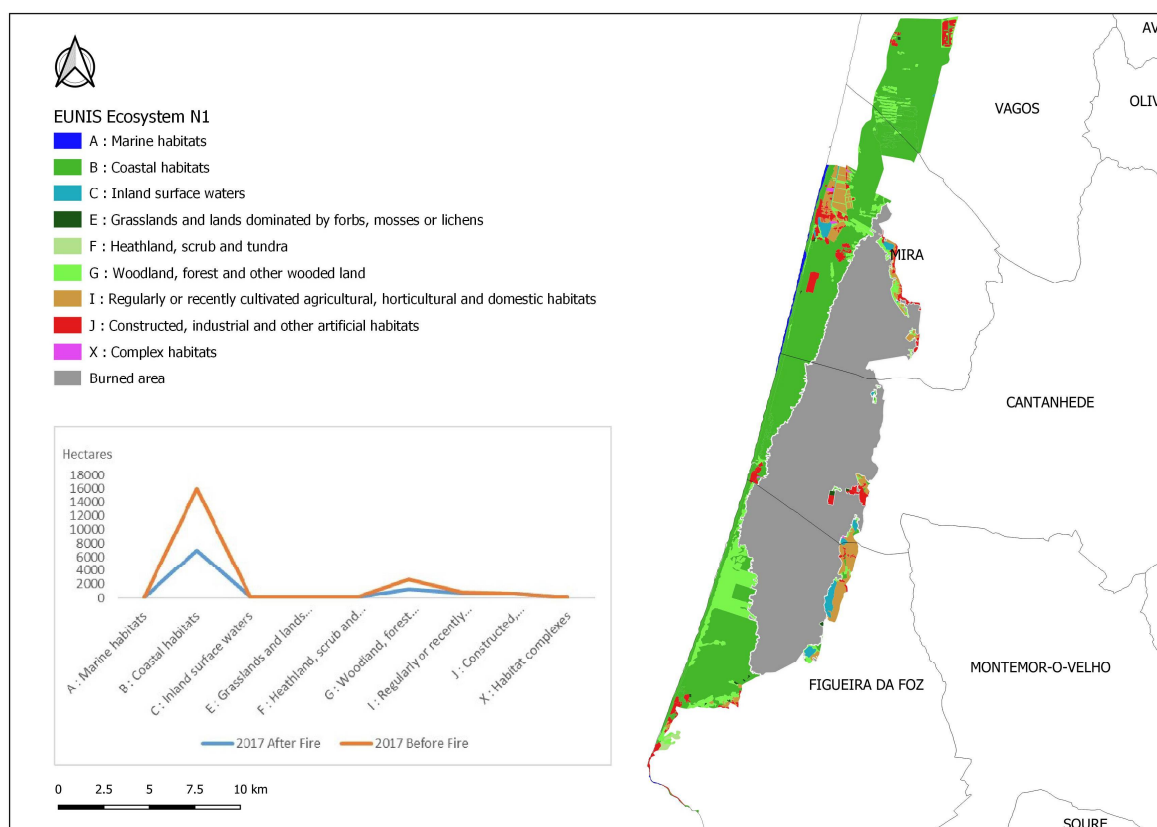 EUNIS Ecosystem N1
A : Marine habitats
B : Coastal habitats
C : Inland surface waters
E : Grasslands and lands dominated by forbs, mosses or lichens
F : Heathland, scrub and tundra
G : Woodland, forest and other wooded land
I : Regularly or recently cultivated agricultural, horticultural and domestic habitats
J : Constructed, industrial and other artificial habitats
X : Complex habitats
Burned area
Hectares
18000
16000
14000
12000
10000
8000
6000
4000
2000
0
A : Marine habitats
B : Coastal habitats
C : Inland surface waters
E : Grasslands and lands...
F : Heathland, scrub and...
G : Woodland, forest...
I : Regularly or recently...
J : Constructed,...
X : Habitat complexes
2017 After Fire
2017 Before Fire
0 2.5 5 7.5 10 km
AV
VAGOS
OLIV
MIRA
CANTANHEDE
MONTEMOR-O-VELHO
FIGUEIRA DA FOZ
SOURE